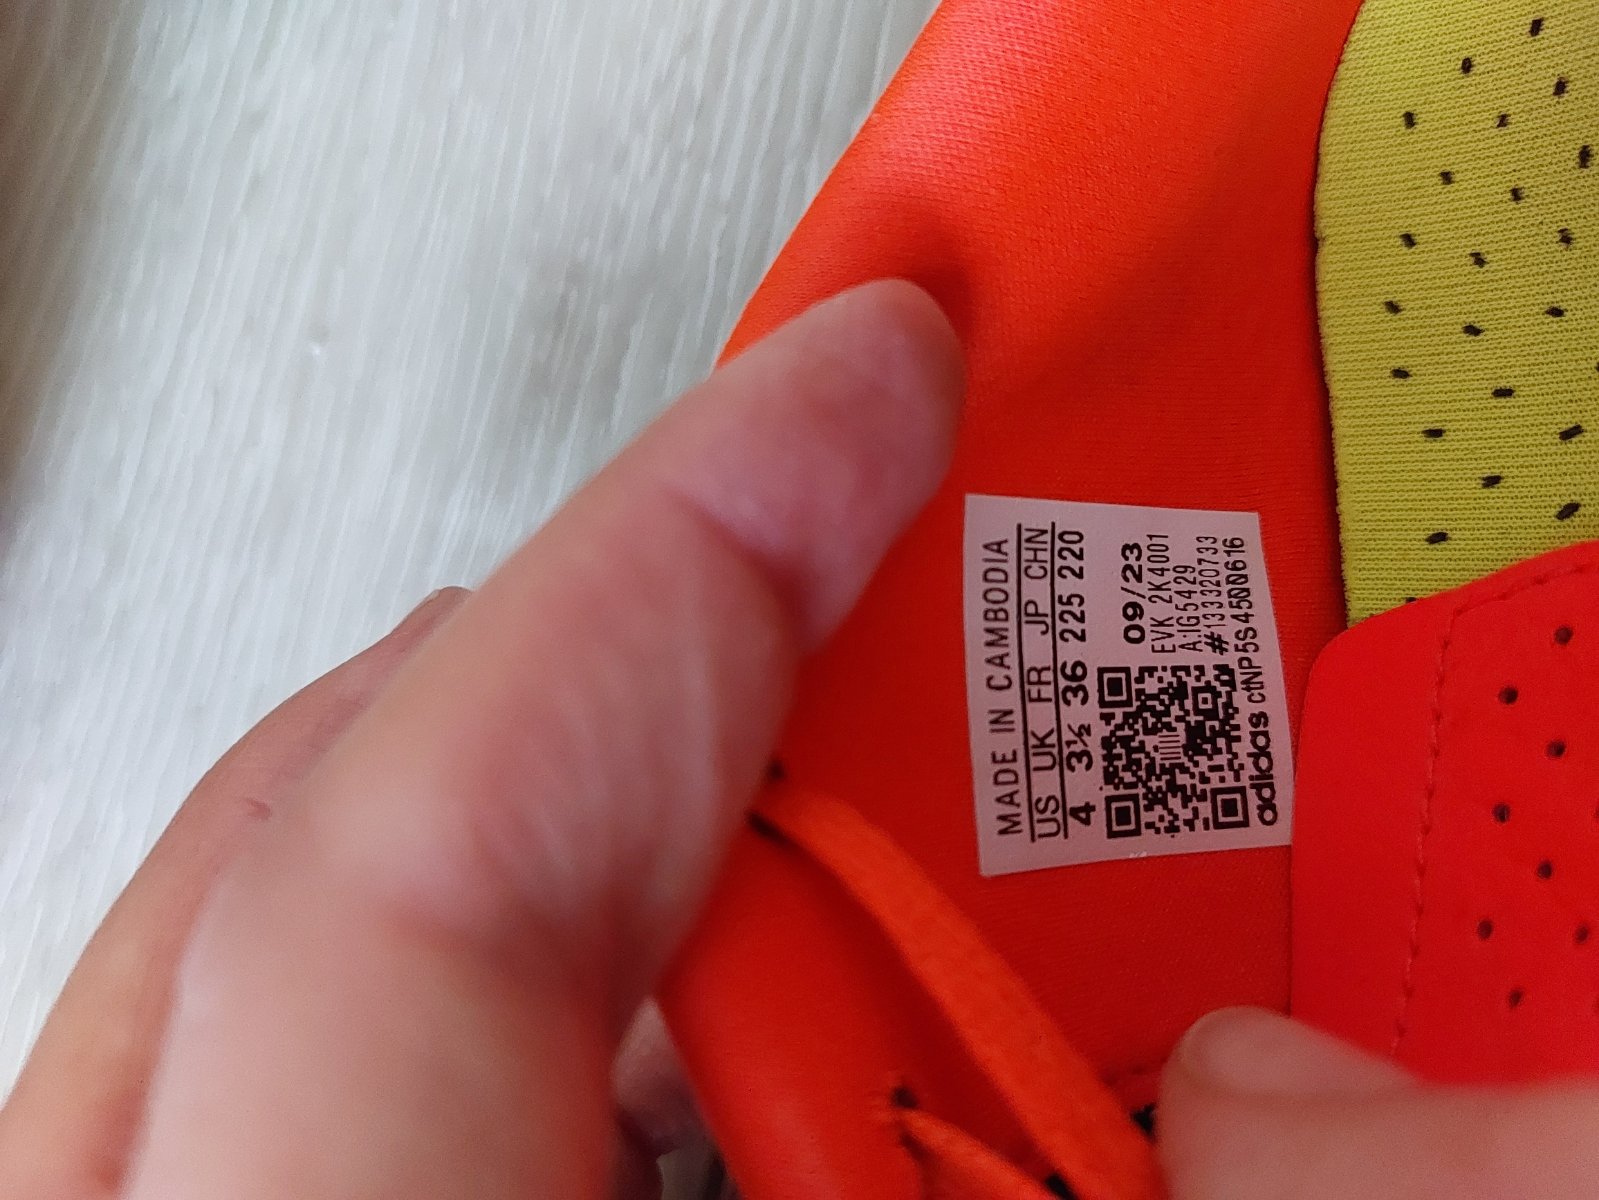 MADE IN CAMBODIA
US UK FR JP CHN
4 3½ 36 225 220
09/23
EVK 2K4001
A:IG5429
#133320733
adidas ctNP5S4500616